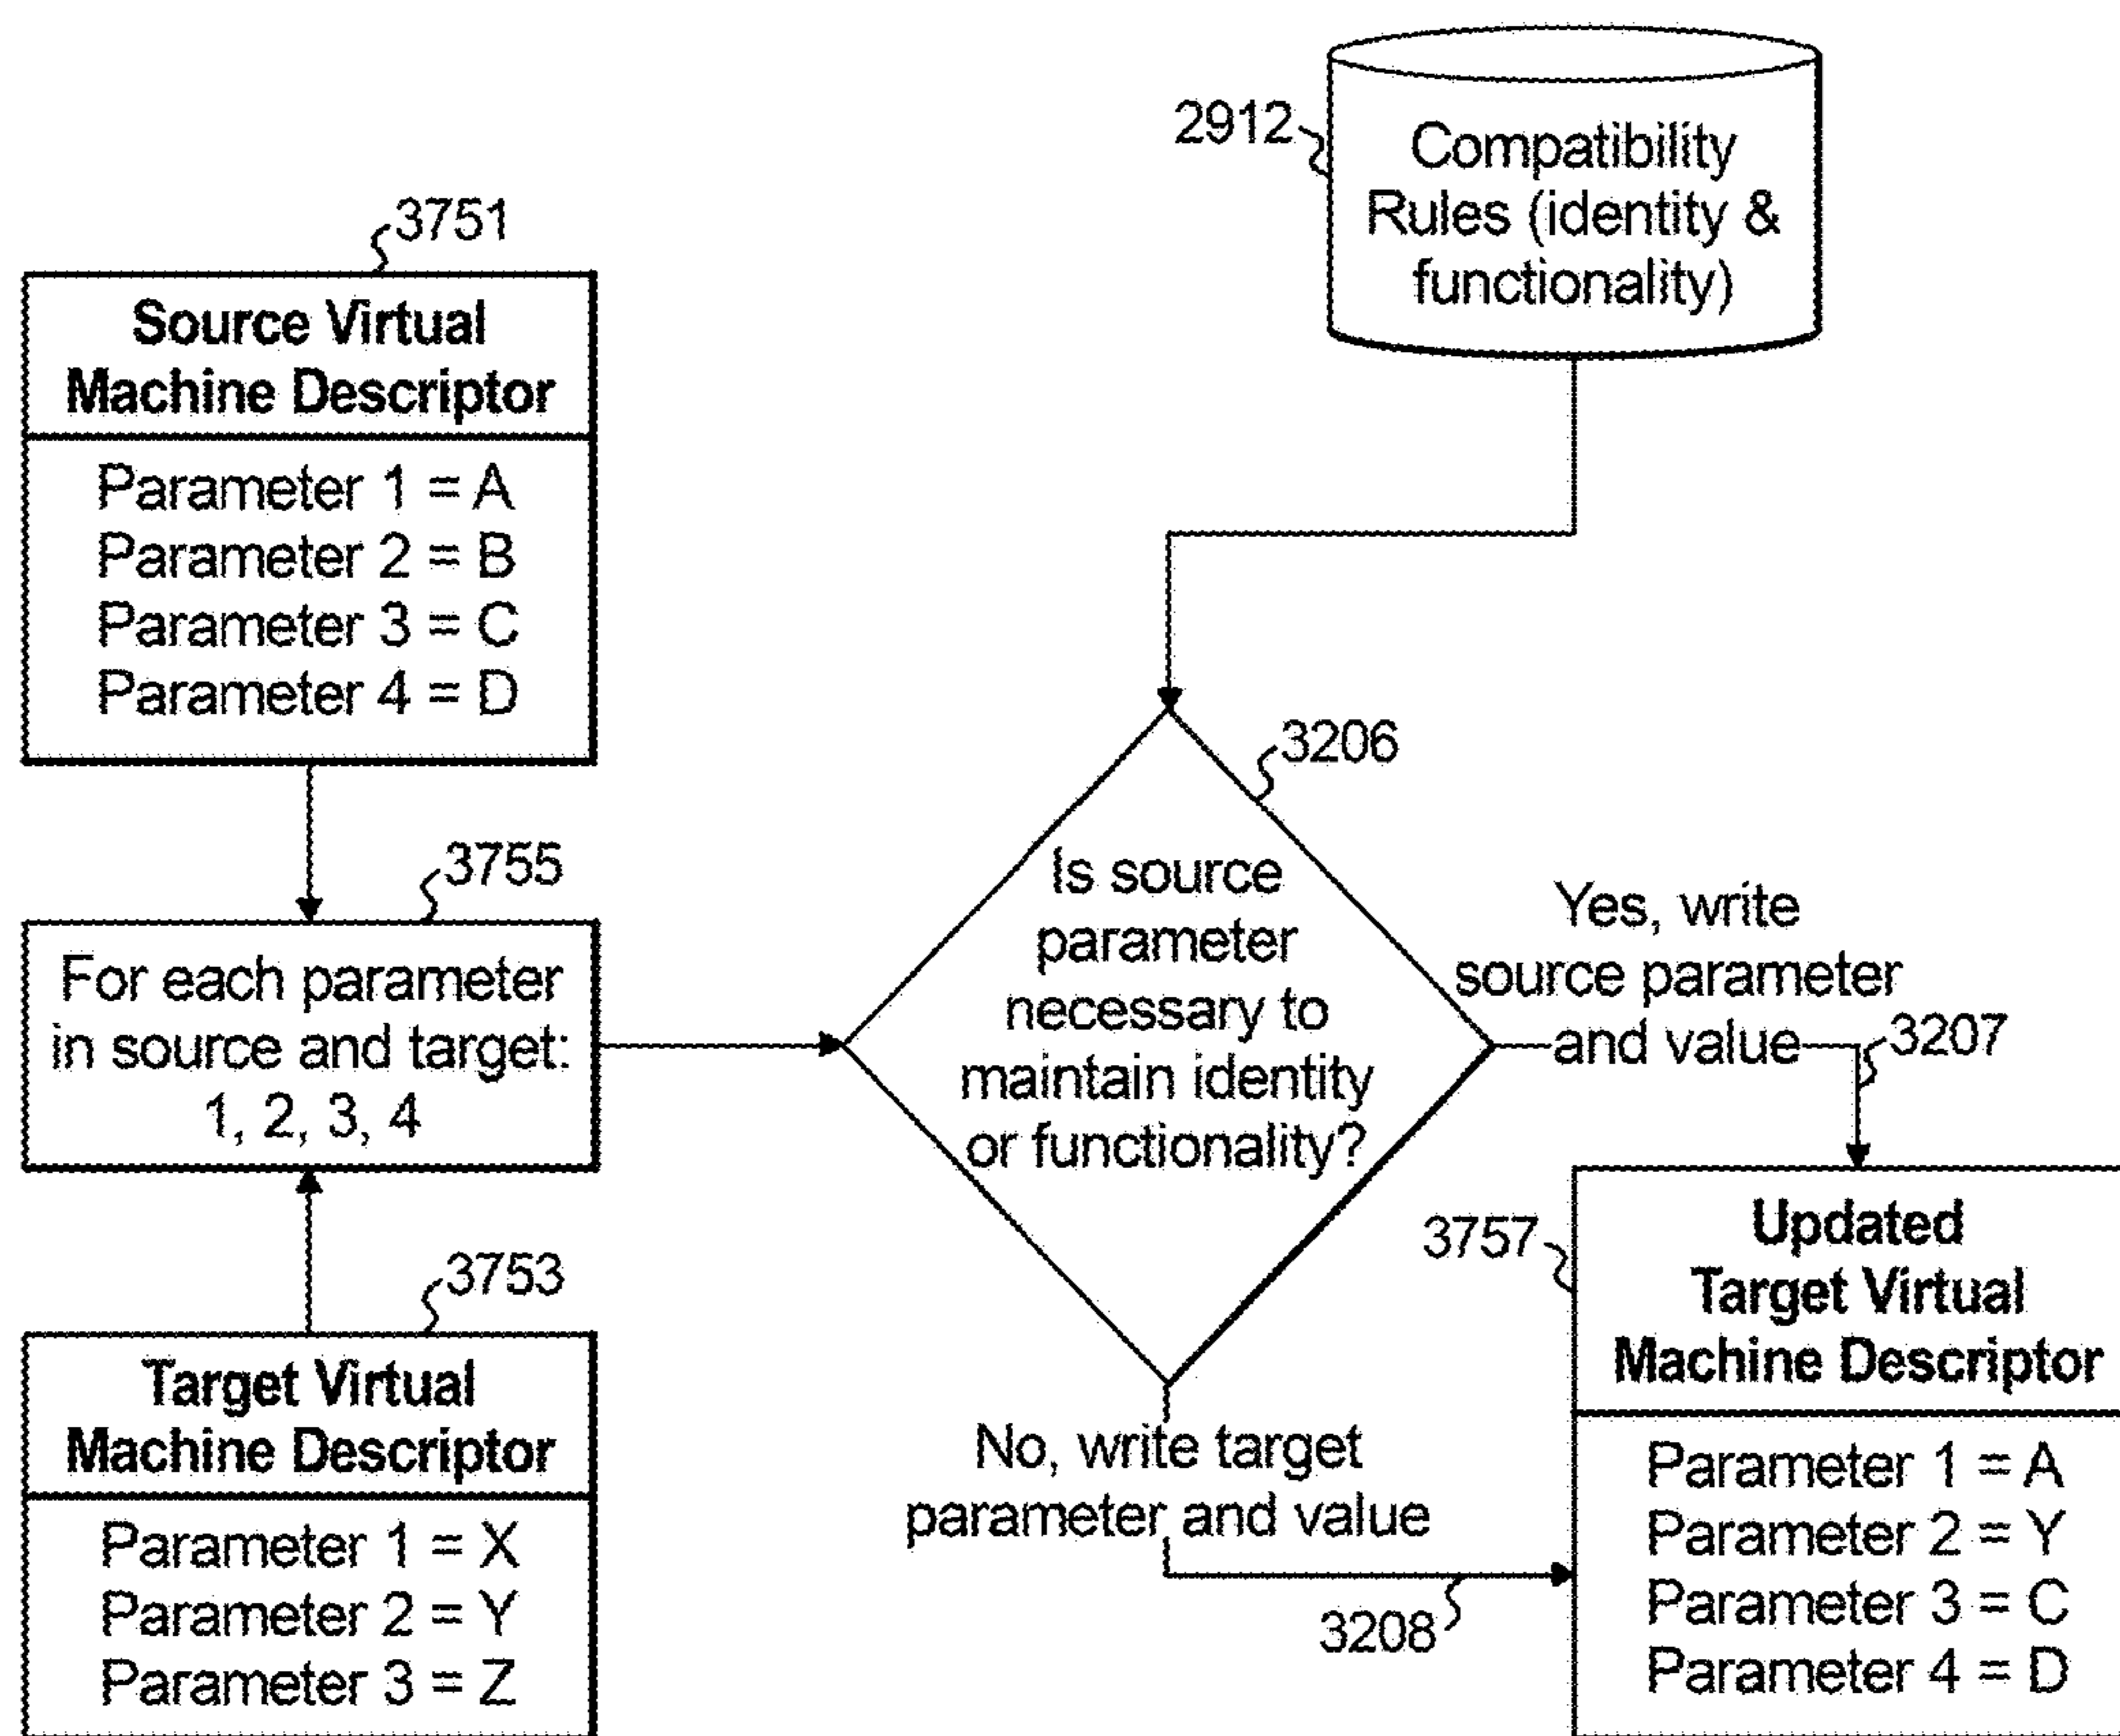 2912
Compatibility
Rules (identity &
functionality)
3751
Source Virtual
Machine Descriptor
Parameter 1 = A
Parameter 2 = B
Parameter 3 = C
Parameter 4 = D
3755
For each parameter
in source and target:
1, 2, 3, 4
3753
Target Virtual
Machine Descriptor
Parameter 1 = X
Parameter 2 = Y
Parameter 3 = Z
3206
Is source
parameter
necessary to
maintain identity
or functionality?
Yes, write
source parameter
and value
3207
No, write target
parameter and value
3208
3757
Updated
Target Virtual
Machine Descriptor
Parameter 1 = A
Parameter 2 = Y
Parameter 3 = C
Parameter 4 = D